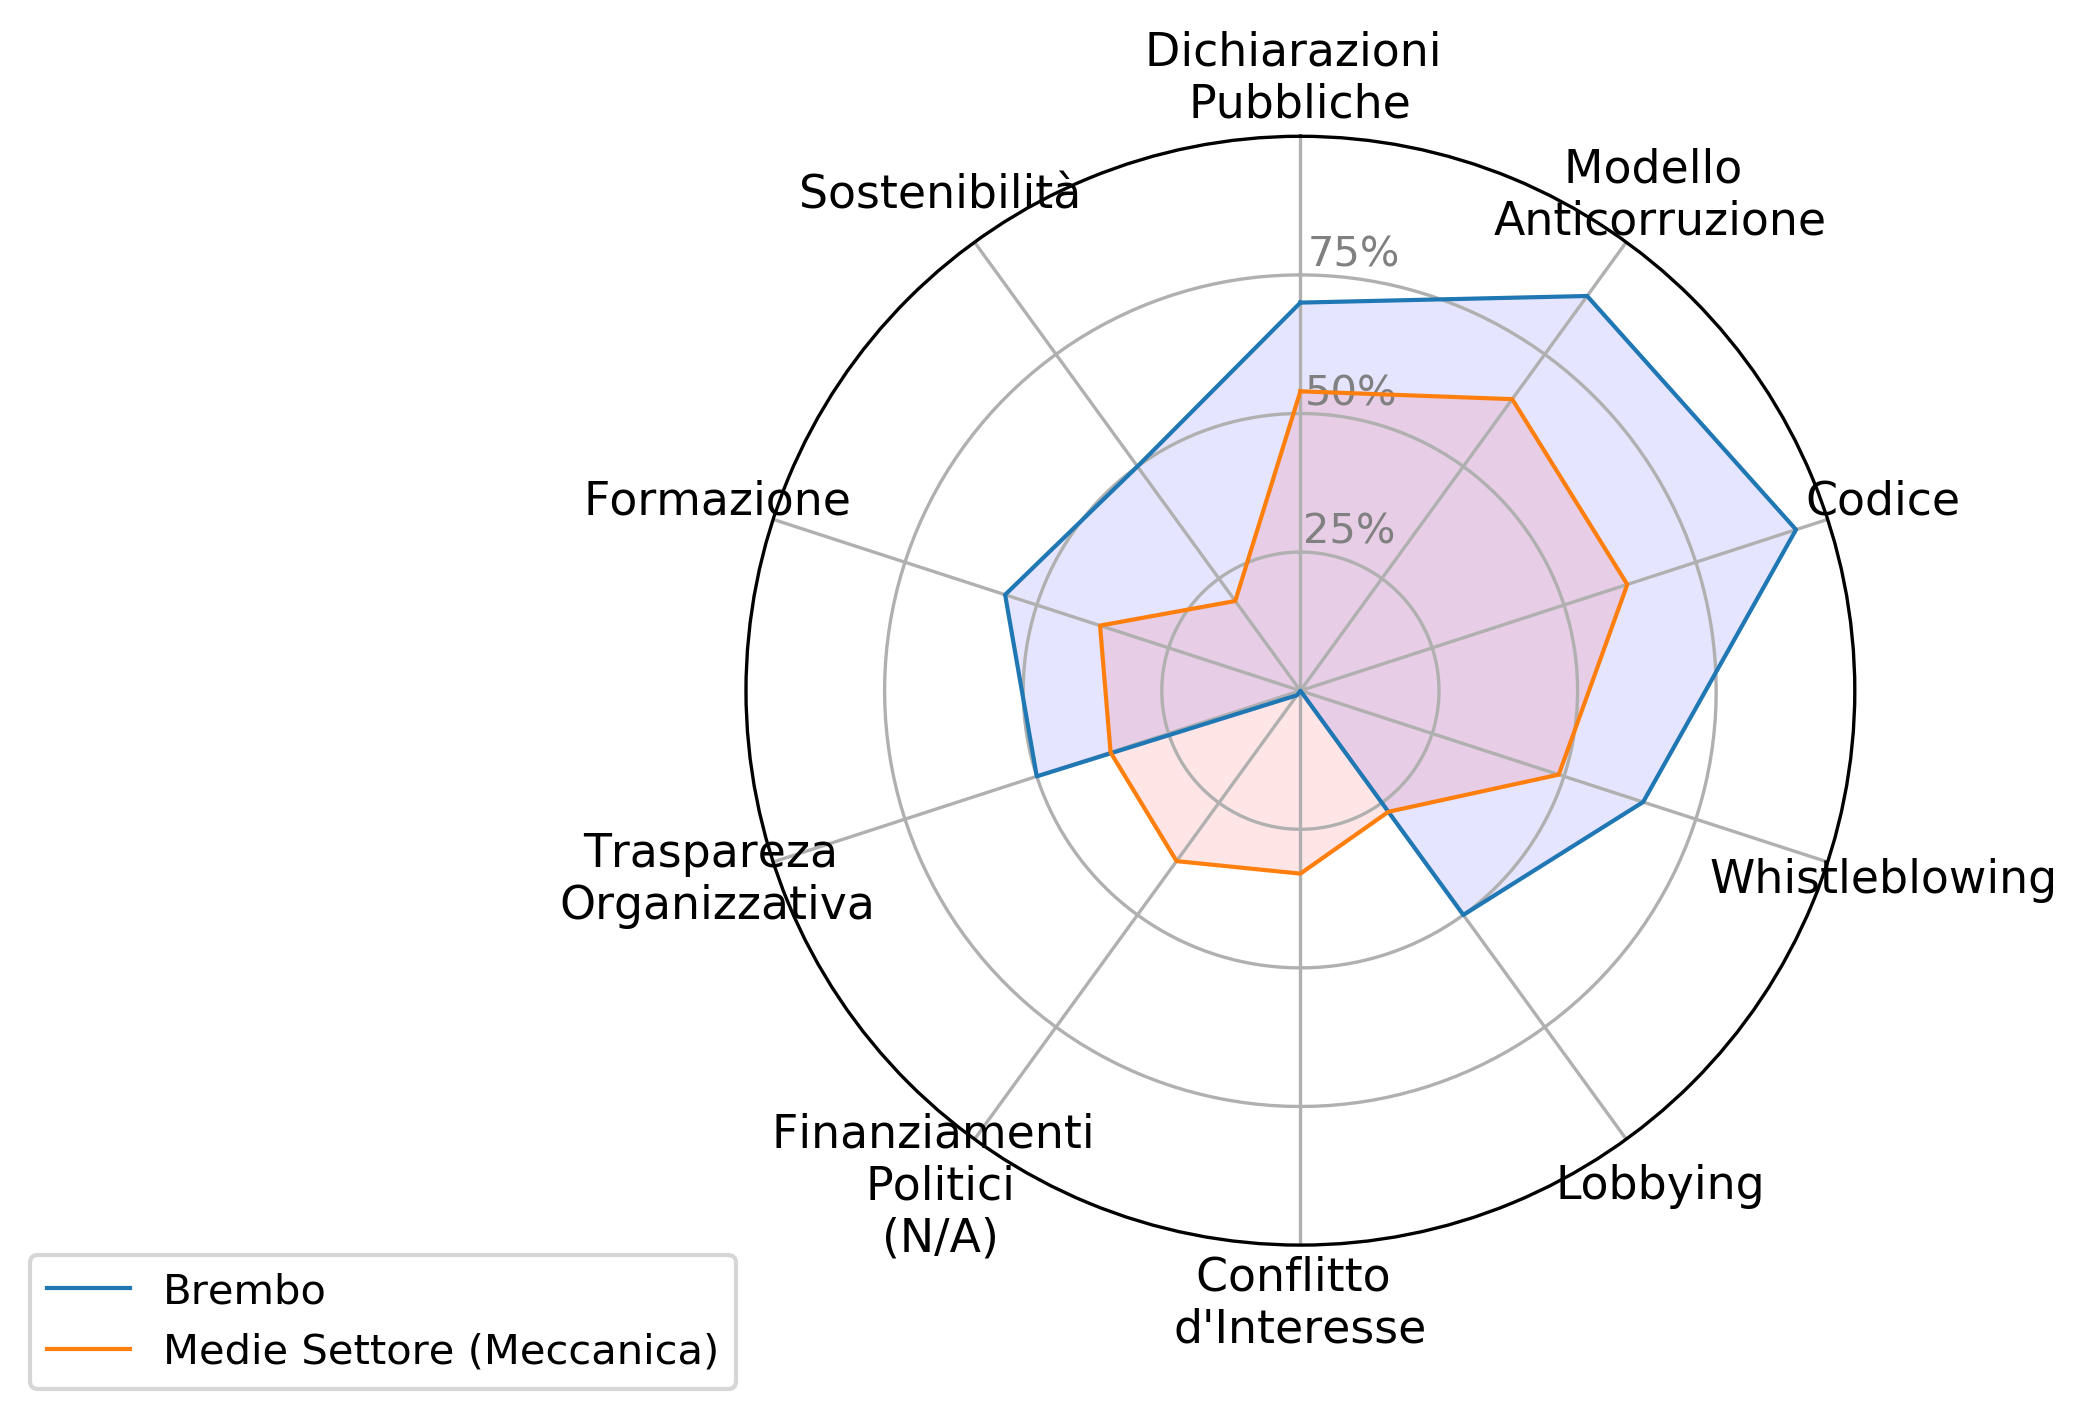 Dichiarazioni
Pubbliche
Modello
Anticorruzione
Sostenibilità
75%
50%
25%
Formazione
Codice
Traspareza
Organizzativa
Whistleblowing
Finanziamenti
Politici
(N/A)
Lobbying
Conflitto
d'Interesse
Brembo
Medie Settore (Meccanica)